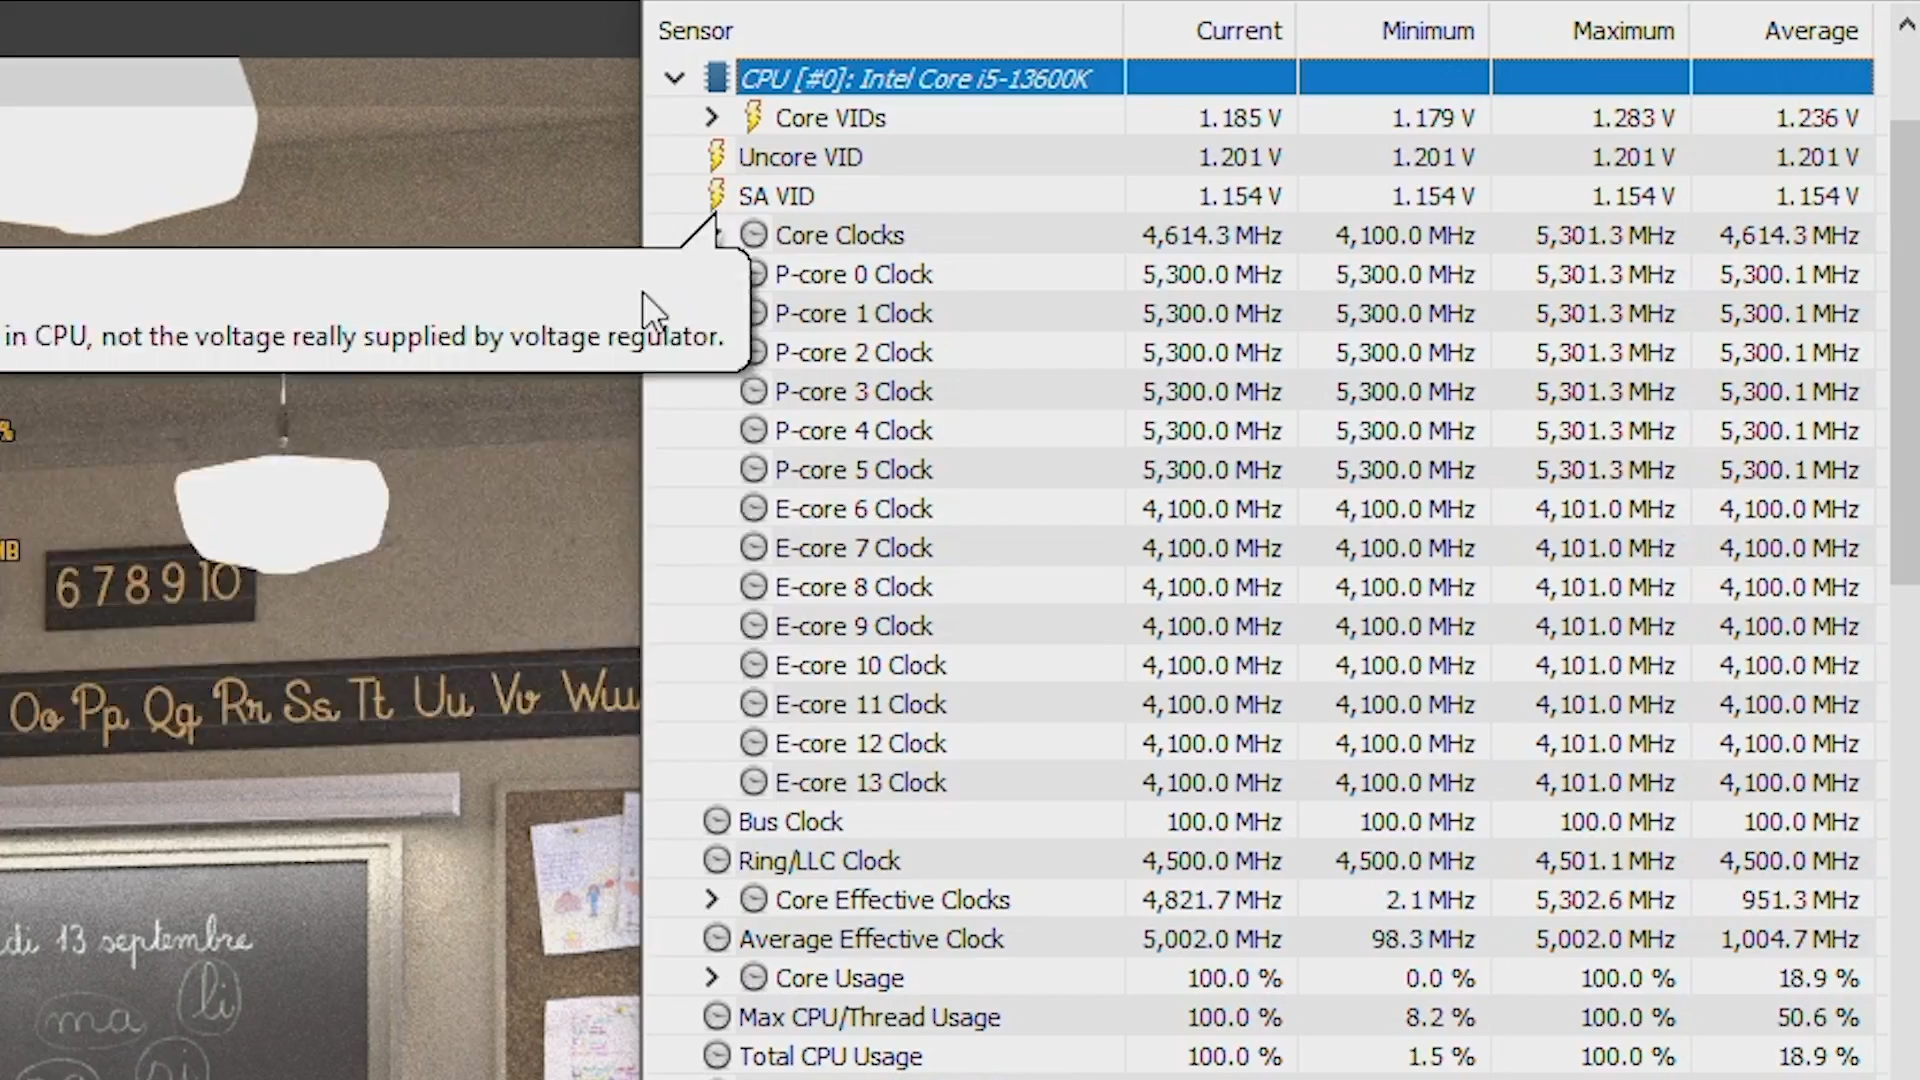 Sensor Current Minimum Maximum Average
CPU [#0]: Intel Core i5-13600K
Core VIDs 1.185 V 1.179 V 1.283 V 1.236 V
Uncore VID 1.201 V 1.201 V 1.201 V 1.201 V
SA VID 1.154 V 1.154 V 1.154 V 1.154 V
Core Clocks 4,614.3 MHz 4,100.0 MHz 5,301.3 MHz 4,614.3 MHz
P-core 0 Clock 5,300.0 MHz 5,300.0 MHz 5,301.3 MHz 5,300.1 MHz
P-core 1 Clock 5,300.0 MHz 5,300.0 MHz 5,301.3 MHz 5,300.1 MHz
in CPU, not the voltage really supplied by voltage regulator.
P-core 2 Clock 5,300.0 MHz 5,300.0 MHz 5,301.3 MHz 5,300.1 MHz
P-core 3 Clock 5,300.0 MHz 5,300.0 MHz 5,301.3 MHz 5,300.1 MHz
P-core 4 Clock 5,300.0 MHz 5,300.0 MHz 5,301.3 MHz 5,300.1 MHz
P-core 5 Clock 5,300.0 MHz 5,300.0 MHz 5,301.3 MHz 5,300.1 MHz
E-core 6 Clock 4,100.0 MHz 4,100.0 MHz 4,101.0 MHz 4,100.0 MHz
E-core 7 Clock 4,100.0 MHz 4,100.0 MHz 4,101.0 MHz 4,100.0 MHz
E-core 8 Clock 4,100.0 MHz 4,100.0 MHz 4,101.0 MHz 4,100.0 MHz
E-core 9 Clock 4,100.0 MHz 4,100.0 MHz 4,101.0 MHz 4,100.0 MHz
E-core 10 Clock 4,100.0 MHz 4,100.0 MHz 4,101.0 MHz 4,100.0 MHz
E-core 11 Clock 4,100.0 MHz 4,100.0 MHz 4,101.0 MHz 4,100.0 MHz
E-core 12 Clock 4,100.0 MHz 4,100.0 MHz 4,101.0 MHz 4,100.0 MHz
E-core 13 Clock 4,100.0 MHz 4,100.0 MHz 4,101.0 MHz 4,100.0 MHz
Bus Clock 100.0 MHz 100.0 MHz 100.0 MHz 100.0 MHz
Ring/LLC Clock 4,500.0 MHz 4,500.0 MHz 4,501.1 MHz 4,500.0 MHz
Core Effective Clocks 4,821.7 MHz 2.1 MHz 5,302.6 MHz 951.3 MHz
Average Effective Clock 5,002.0 MHz 98.3 MHz 5,002.0 MHz 1,004.7 MHz
Core Usage 100.0 % 0.0 % 100.0 % 18.9 %
Max CPU/Thread Usage 100.0 % 8.2 % 100.0 % 50.6 %
Total CPU Usage 100.0 % 1.5 % 100.0 % 18.9 %
%
MB
6 7 8 9 10
Oo Pp Qq Rr Ss Tt Uu Vv Ww
di 13 septembre
li
ma